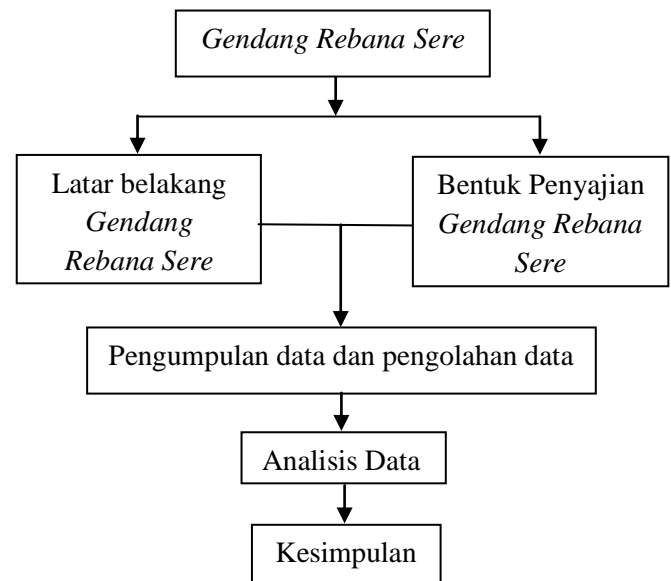 Gendang Rebana Sere
Latar belakang
Gendang
Rebana Sere
Bentuk Penyajian
Gendang Rebana
Sere
Pengumpulan data dan pengolahan data
Analisis Data
Kesimpulan